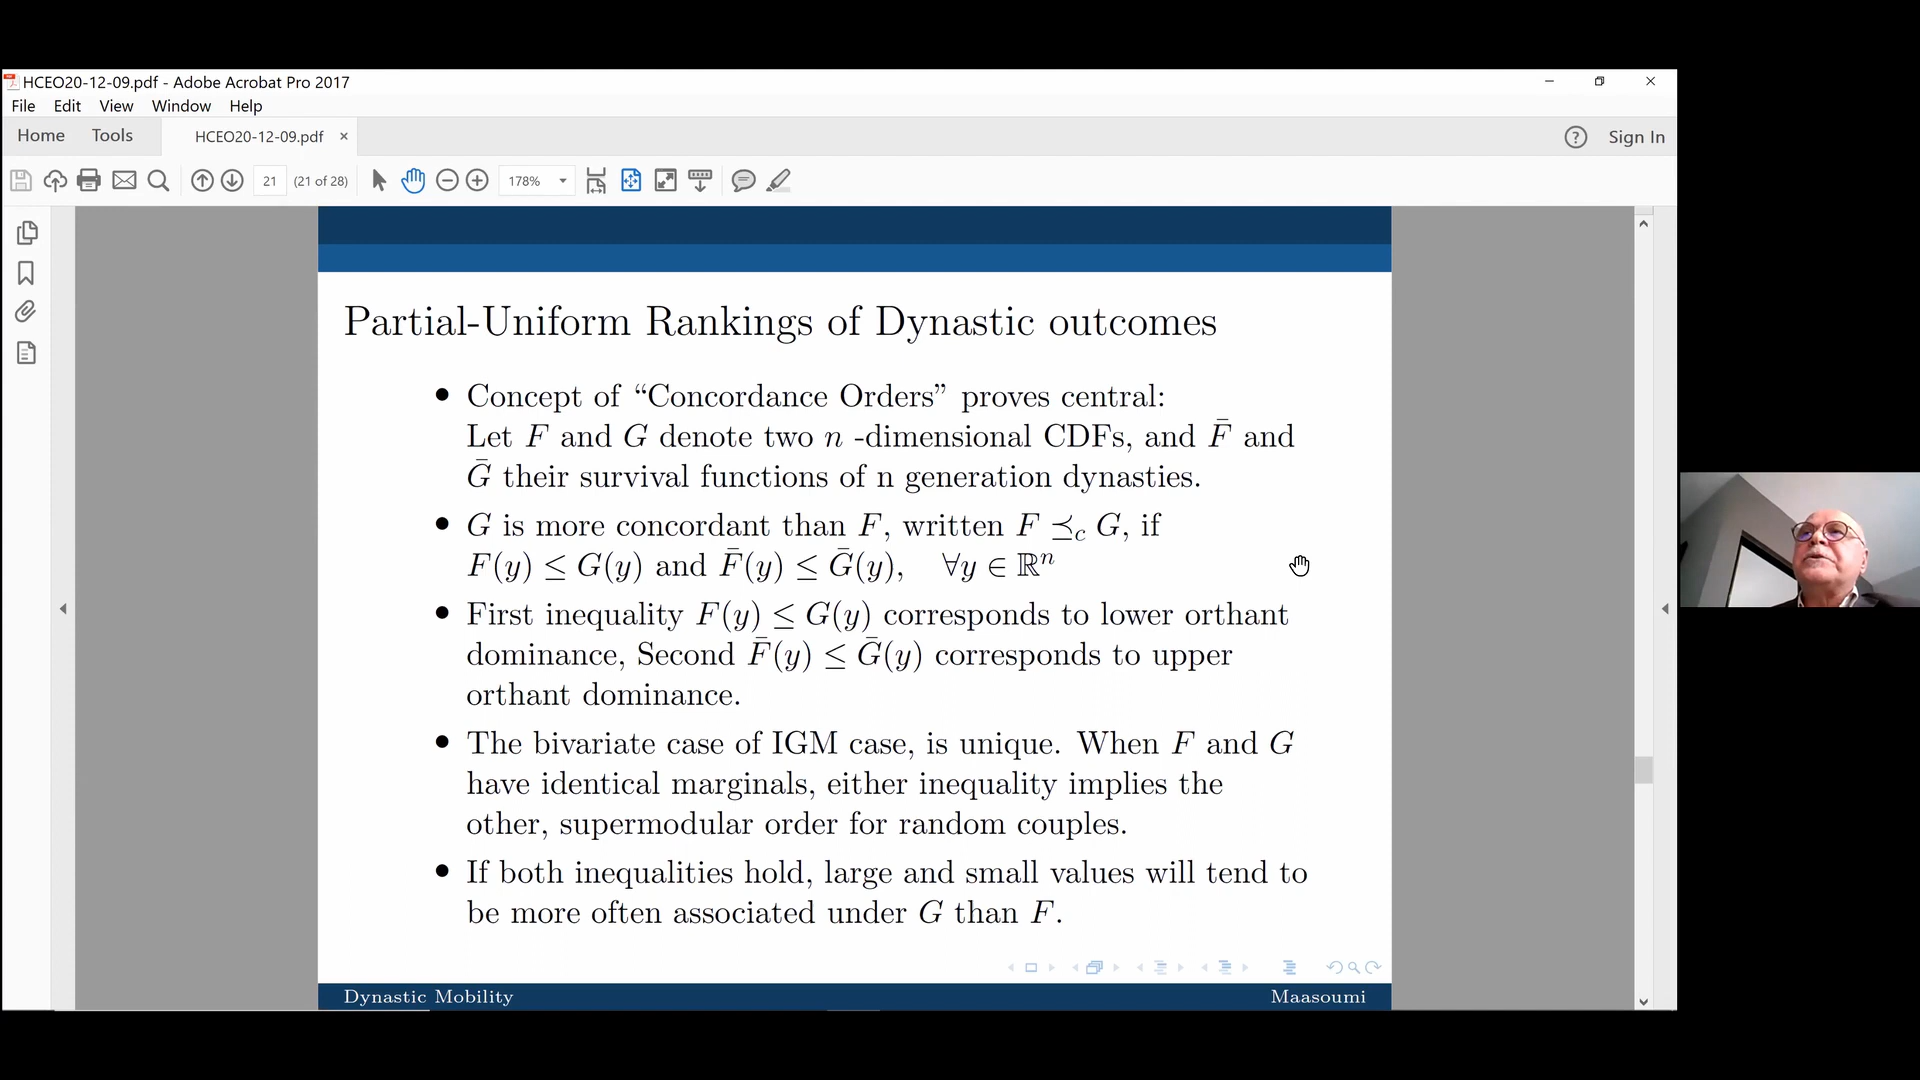 HCEO20-12-09.pdf - Adobe Acrobat Pro 2017
File Edit View Window Help
Home Tools HCEO20-12-09.pdf × ? Sign In
21 (21 of 28) 178%
Partial-Uniform Rankings of Dynastic outcomes
• Concept of “Concordance Orders” proves central:
Let F and G denote two n -dimensional CDFs, and F̄ and
Ḡ their survival functions of n generation dynasties.
• G is more concordant than F, written F ⪯_c G, if
F(y) ≤ G(y) and F̄(y) ≤ Ḡ(y), ∀y ∈ ℝⁿ
• First inequality F(y) ≤ G(y) corresponds to lower orthant
dominance, Second F̄(y) ≤ Ḡ(y) corresponds to upper
orthant dominance.
• The bivariate case of IGM case, is unique. When F and G
have identical marginals, either inequality implies the
other, supermodular order for random couples.
• If both inequalities hold, large and small values will tend to
be more often associated under G than F.
Dynastic Mobility Maasoumi